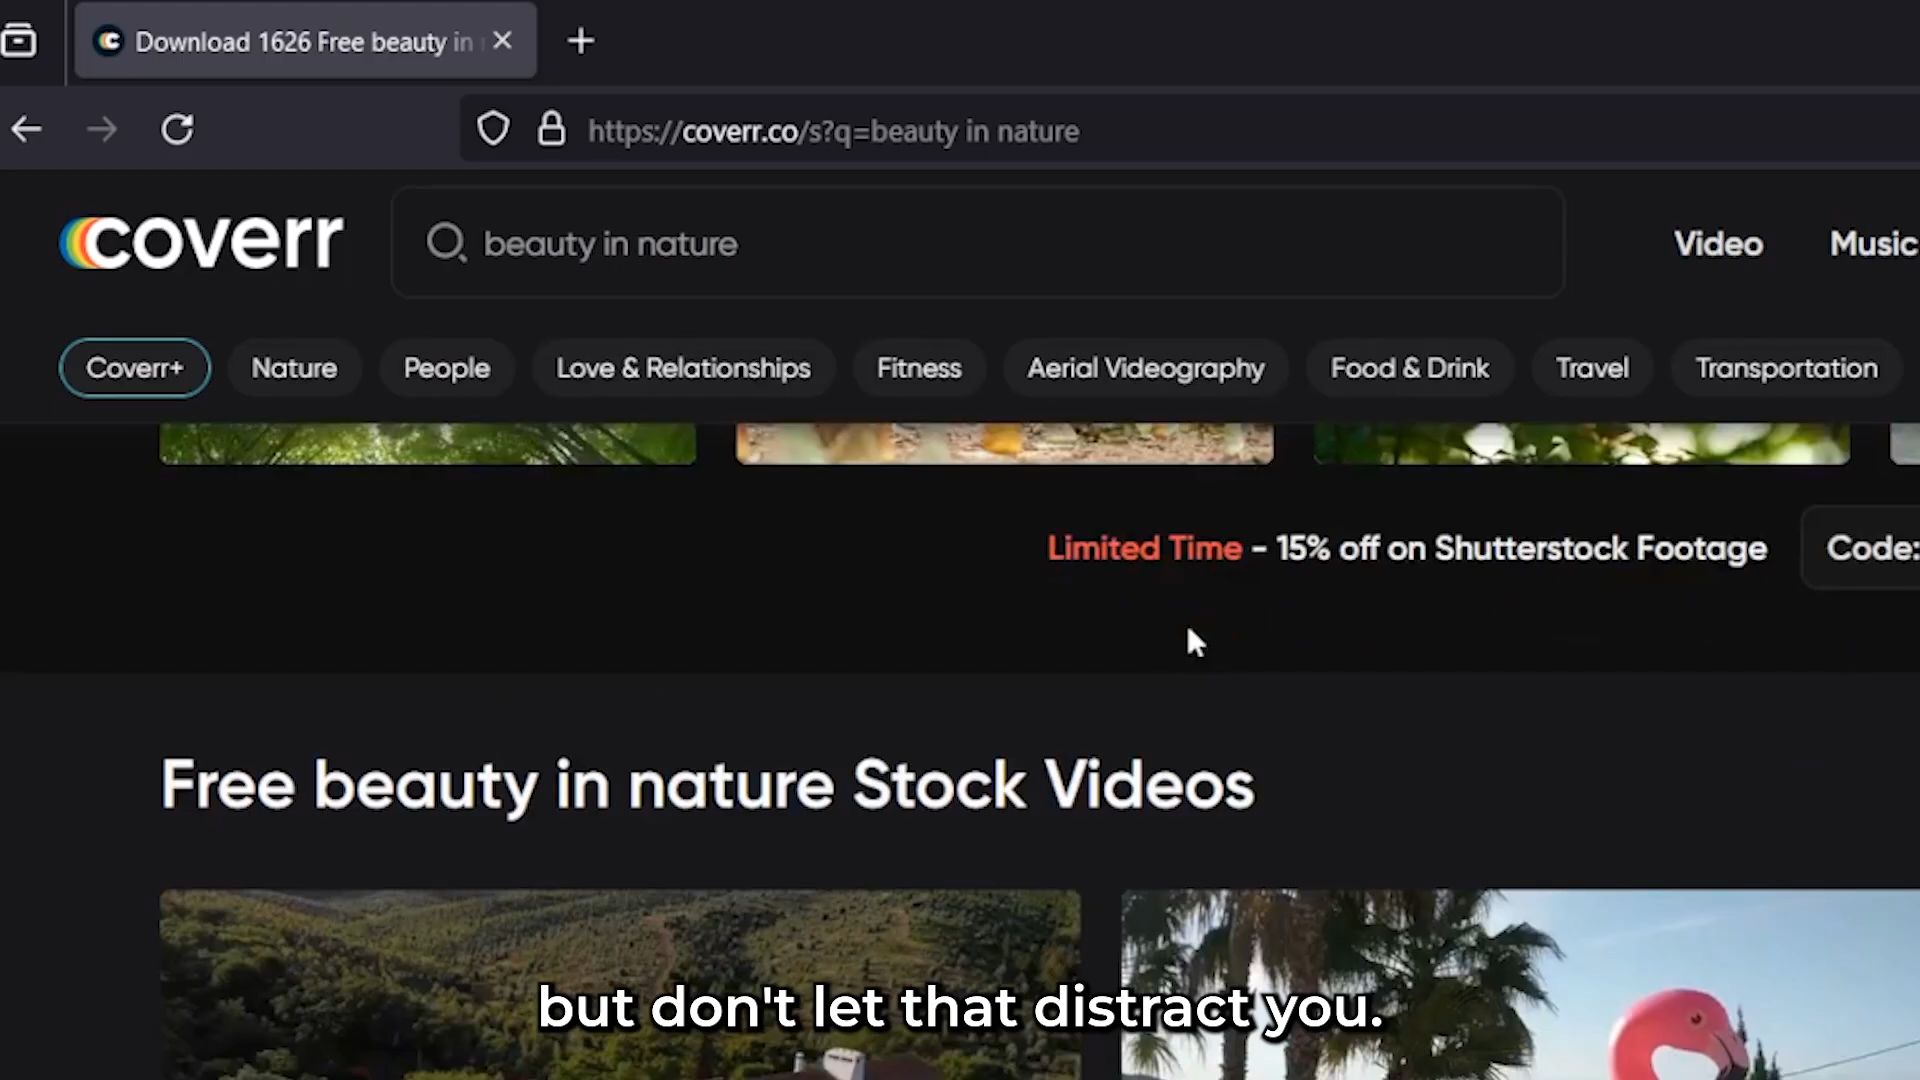 Download 1626 Free beauty in
https://coverr.co/s?q=beauty in nature
coverr
beauty in nature
Video
Music
Coverr+
Nature
People
Love & Relationships
Fitness
Aerial Videography
Food & Drink
Travel
Transportation
Limited Time - 15% off on Shutterstock Footage
Code:
Free beauty in nature Stock Videos
but don't let that distract you.